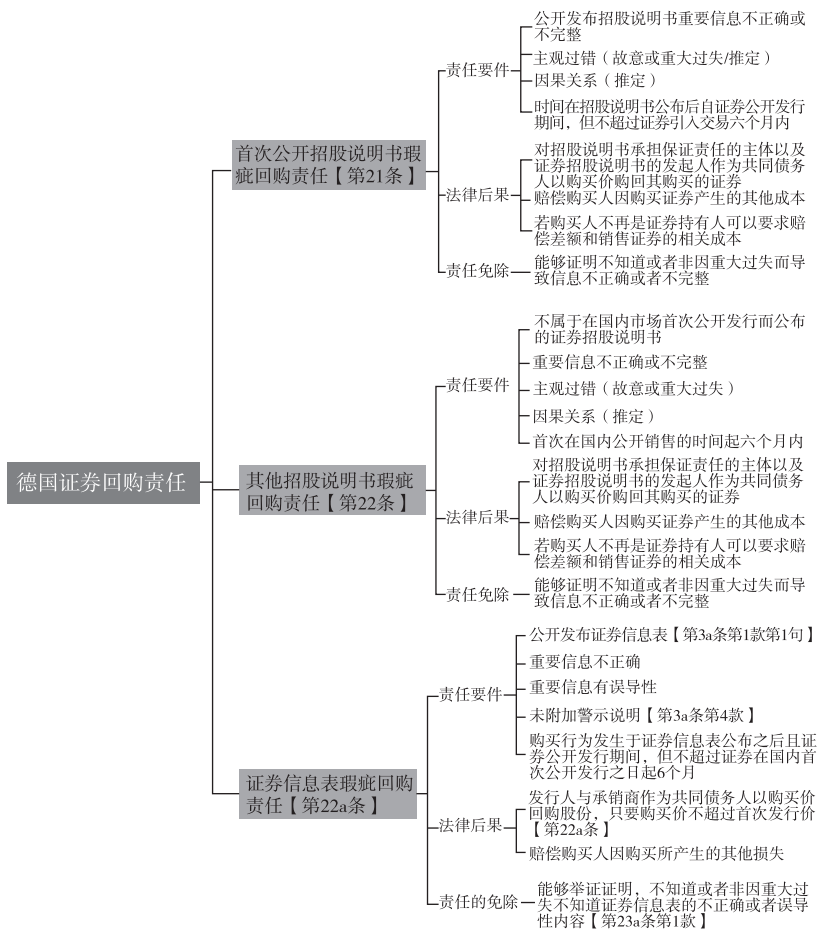 德国证券回购责任
首次公开招股说明书瑕
疵回购责任【第21条】
责任要件
公开发布招股说明书重要信息不正确或
不完整
主观过错（故意或重大过失/推定）
因果关系（推定）
时间在招股说明书公布后自证券公开发行
期间，但不超过证券引入交易六个月内
法律后果
对招股说明书承担保证责任的主体以及
证券招股说明书的发起人作为共同债务
人以购买价购回其购买的证券
赔偿购买人因购买证券产生的其他成本
若购买人不再是证券持有人可以要求赔
偿差额和销售证券的相关成本
责任免除
能够证明不知道或者非因重大过失而导
致信息不正确或者不完整
其他招股说明书瑕疵
回购责任【第22条】
责任要件
不属于在国内市场首次公开发行而公布
的证券招股说明书
重要信息不正确或不完整
主观过错（故意或重大过失）
因果关系（推定）
首次在国内公开销售的时间起六个月内
法律后果
对招股说明书承担保证责任的主体以及
证券招股说明书的发起人作为共同债务
人以购买价购回其购买的证券
赔偿购买人因购买证券产生的其他成本
若购买人不再是证券持有人可以要求赔
偿差额和销售证券的相关成本
责任免除
能够证明不知道或者非因重大过失而导
致信息不正确或者不完整
证券信息表瑕疵回购
责任【第22a条】
责任要件
公开发布证券信息表【第3a条第1款第1句】
重要信息不正确
重要信息有误导性
未附加警示说明【第3a条第4款】
购买行为发生于证券信息表公布之后且证
券公开发行期间，但不超过证券在国内首
次公开发行之日起6个月
法律后果
发行人与承销商作为共同债务人以购买价
回购股份，只要购买价不超过首次发行价
【第22a条】
赔偿购买人因购买所产生的其他损失
责任的免除
能够举证证明，不知道或者非因重大过
失不知道证券信息表的不正确或者误导
性内容【第23a条第1款】